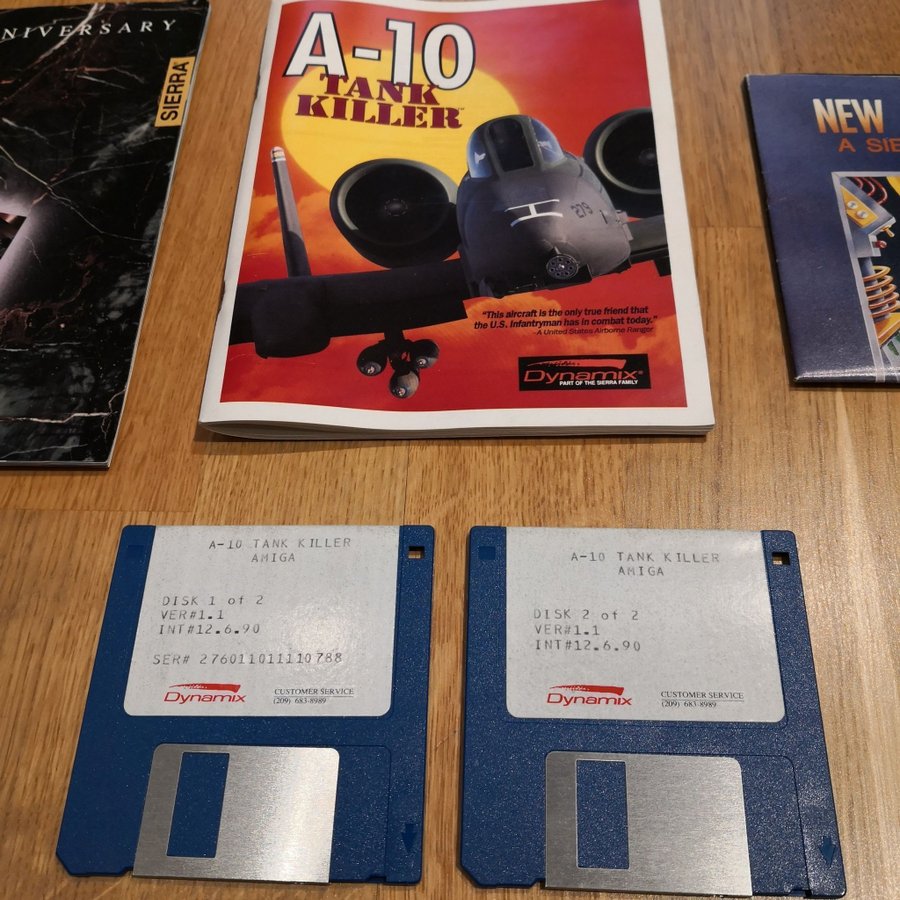 NIVERSARY
SIERRA
A-10
TANK
KILLER™
279
"This aircraft is the only true friend that
the U.S. Infantryman has in combat today."
–A United States Airborne Ranger
Dynamix®
PART OF THE SIERRA FAMILY
NEW
A SIE
A-10 TANK KILLER
AMIGA
DISK 1 of 2
VER#1.1
INT#12.6.90
SER# 276011011110788
Dynamix
CUSTOMER SERVICE
(209) 683-8989
A-10 TANK KILLER
AMIGA
DISK 2 of 2
VER#1.1
INT#12.6.90
Dynamix
CUSTOMER SERVICE
(209) 683-8989